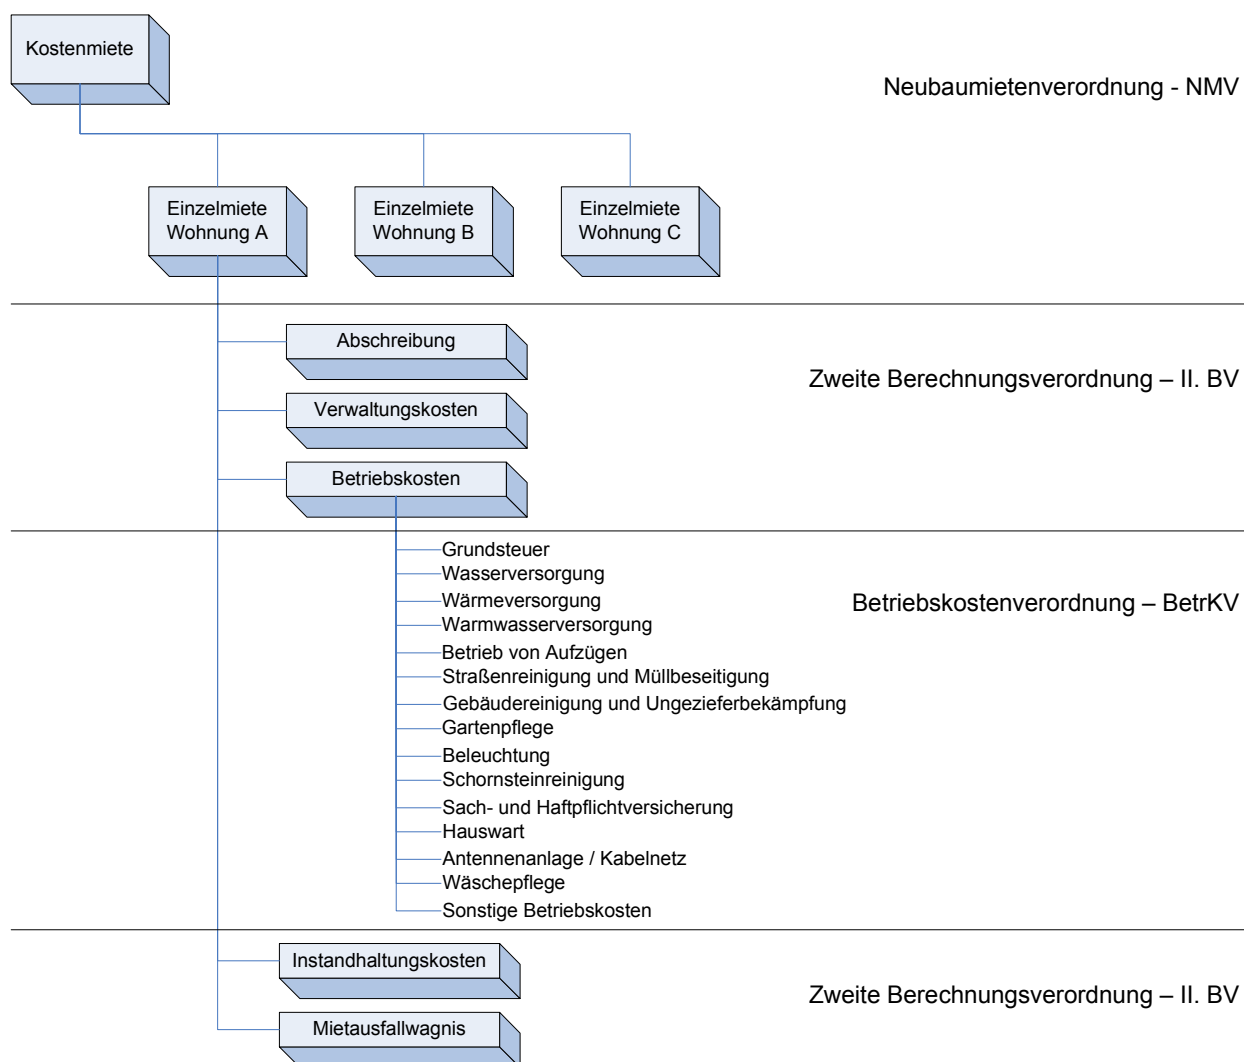 Kostenmiete
Neubaumietenverordnung - NMV
Einzelmiete
Wohnung A
Einzelmiete
Wohnung B
Einzelmiete
Wohnung C
Abschreibung
Zweite Berechnungsverordnung – II. BV
Verwaltungskosten
Betriebskosten
Grundsteuer
Wasserversorgung
Wärmeversorgung
Betriebskostenverordnung – BetrKV
Warmwasserversorgung
Betrieb von Aufzügen
Straßenreinigung und Müllbeseitigung
Gebäudereinigung und Ungezieferbekämpfung
Gartenpflege
Beleuchtung
Schornsteinreinigung
Sach- und Haftpflichtversicherung
Hauswart
Antennenanlage / Kabelnetz
Wäschepflege
Sonstige Betriebskosten
Instandhaltungskosten
Zweite Berechnungsverordnung – II. BV
Mietausfallwagnis